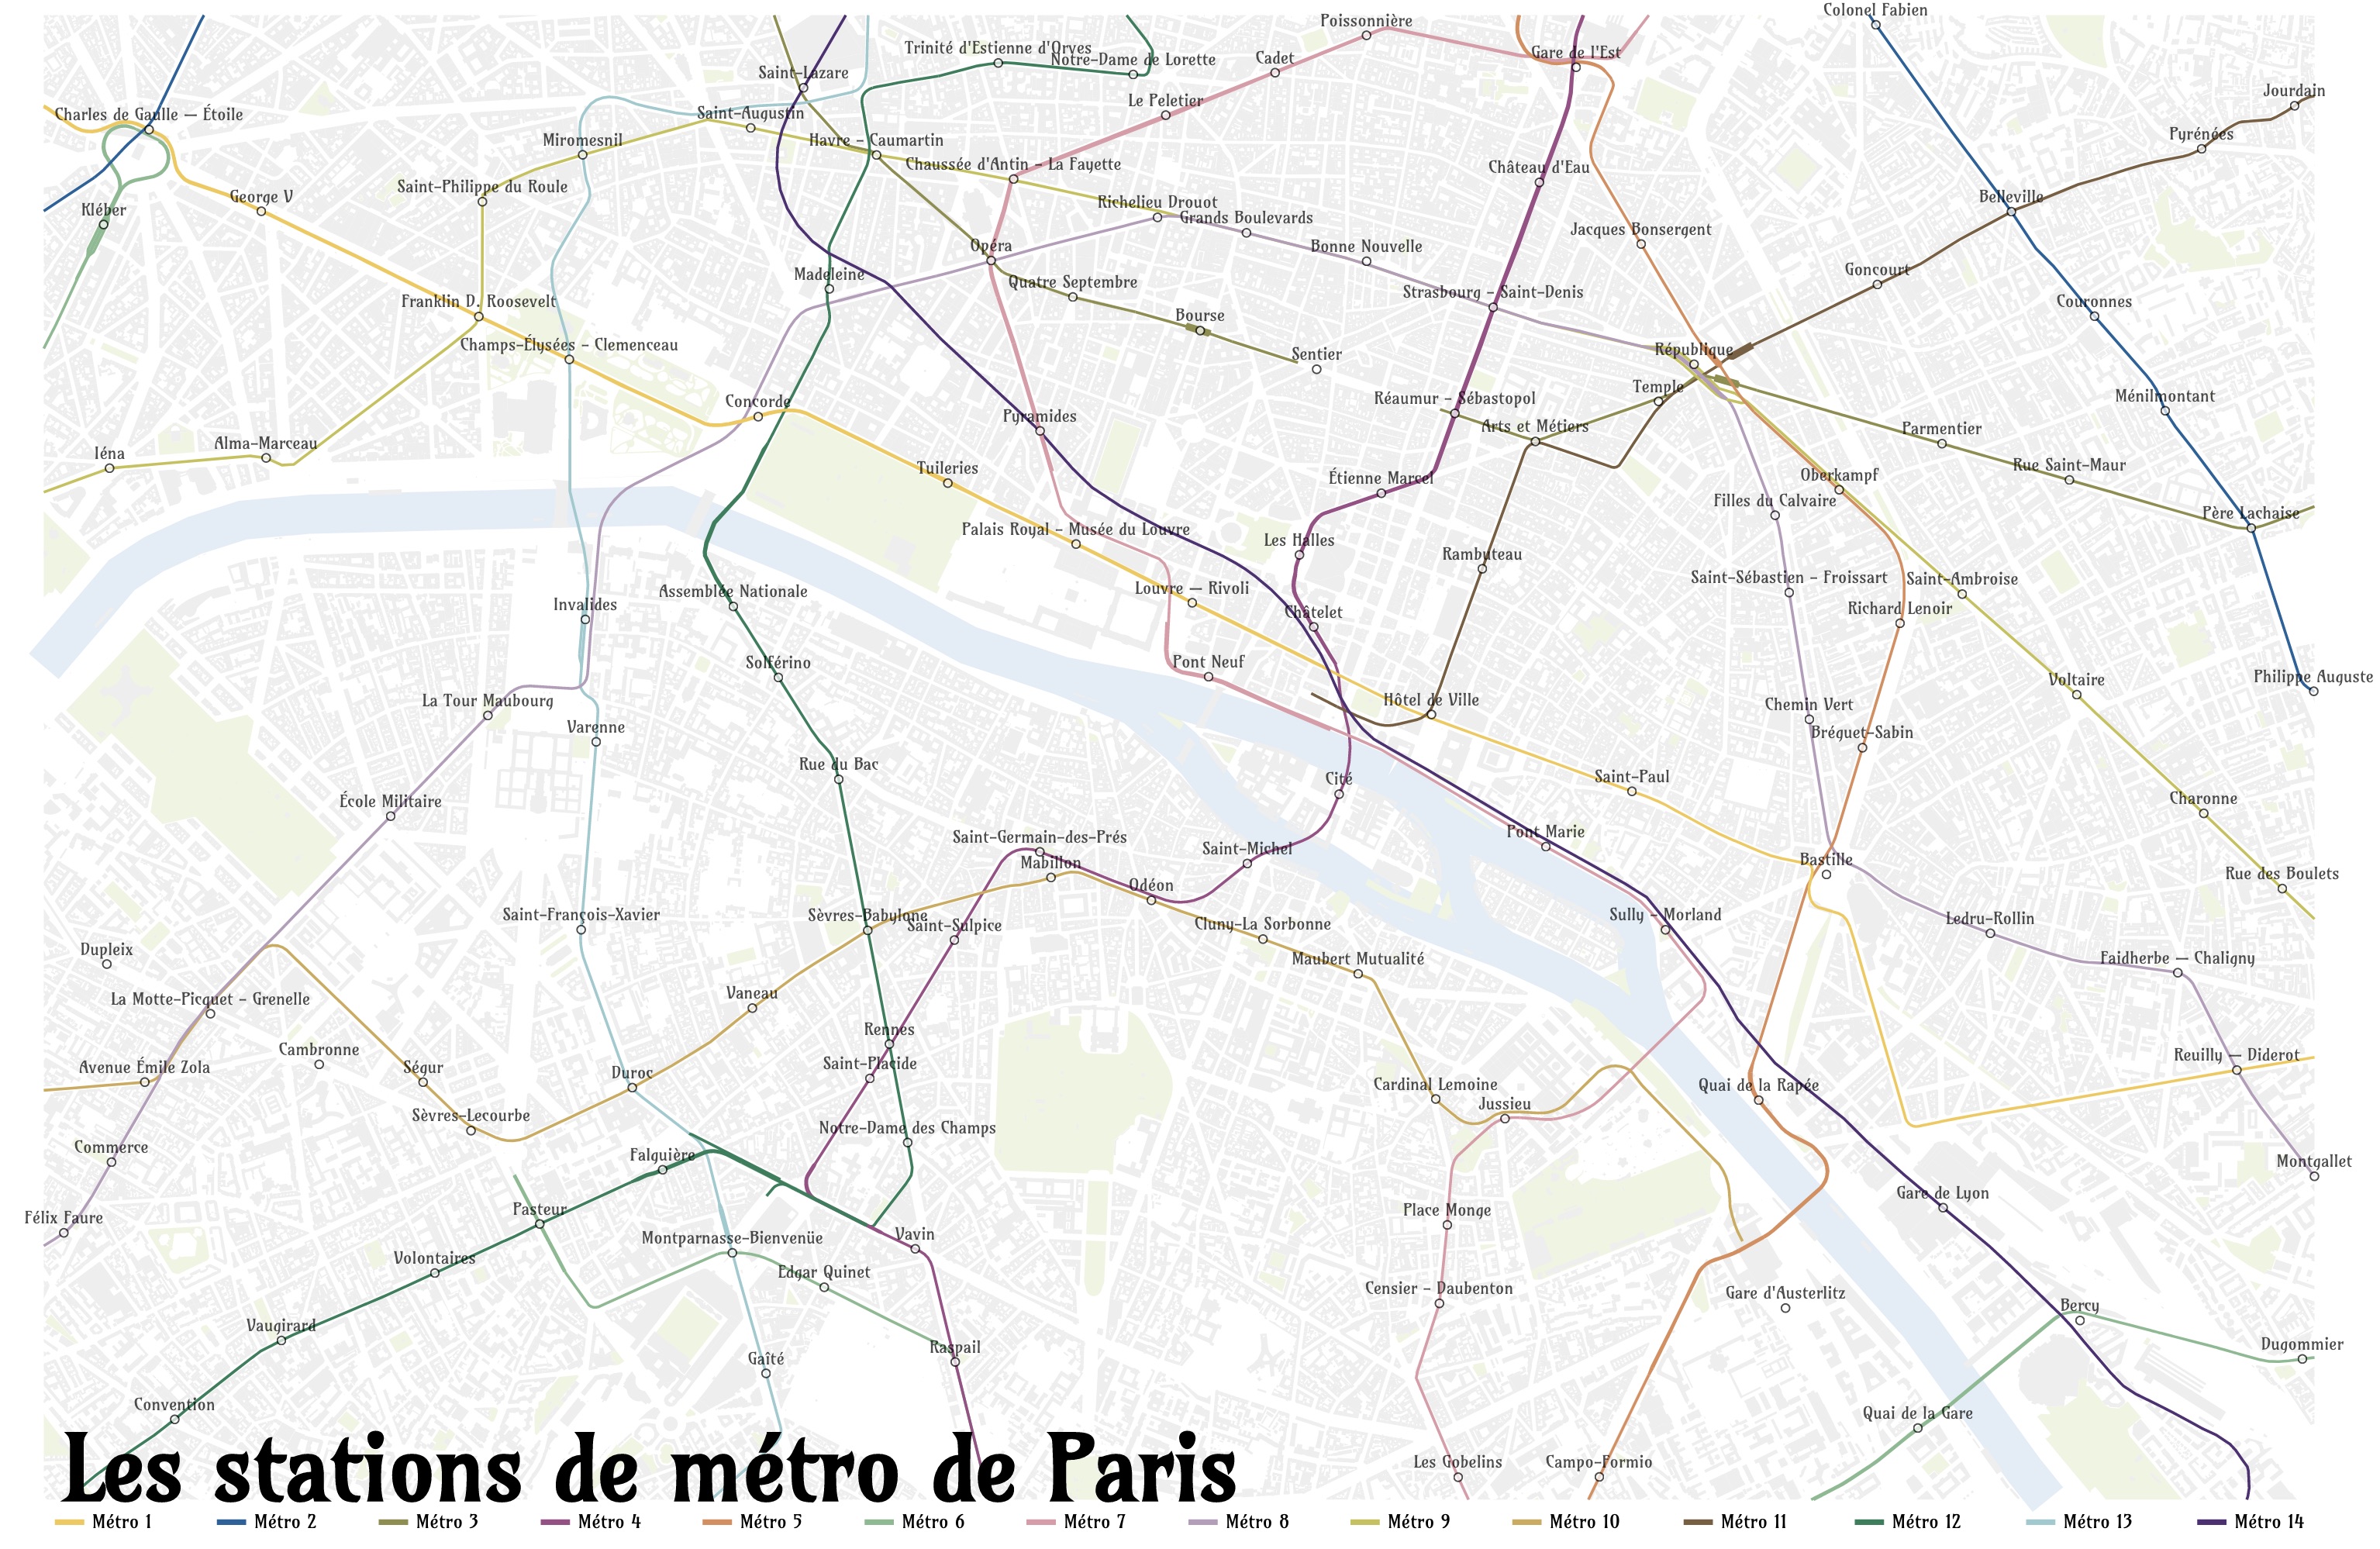 Colonel Fabien
Poissonnière
Trinité d'Estienne d'Orves
Notre-Dame de Lorette
Gare de l'Est
Cadet
Saint-Lazare
Jourdain
Le Peletier
Charles de Gaulle — Étoile
Saint-Augustin
Pyrénées
Miromesnil
Havre - Caumartin
Chaussée d'Antin - La Fayette
Château d'Eau
Saint-Philippe du Roule
George V
Belleville
Kléber
Richelieu Drouot
Grands Boulevards
Jacques Bonsergent
Opéra
Bonne Nouvelle
Goncourt
Madeleine
Quatre Septembre
Strasbourg - Saint-Denis
Franklin D. Roosevelt
Couronnes
Bourse
Champs-Élysées - Clemenceau
Sentier
République
Temple
Ménilmontant
Concorde
Réaumur - Sébastopol
Pyramides
Arts et Métiers
Parmentier
Alma-Marceau
Iéna
Tuileries
Rue Saint-Maur
Étienne Marcel
Oberkampf
Filles du Calvaire
Père Lachaise
Palais Royal - Musée du Louvre
Les Halles
Rambuteau
Saint-Sébastien - Froissart
Saint-Ambroise
Louvre — Rivoli
Assemblée Nationale
Invalides
Châtelet
Richard Lenoir
Solférino
Pont Neuf
Philippe Auguste
Voltaire
La Tour Maubourg
Hôtel de Ville
Chemin Vert
Varenne
Bréguet-Sabin
Rue du Bac
Saint-Paul
Cité
École Militaire
Charonne
Pont Marie
Saint-Germain-des-Prés
Saint-Michel
Mabillon
Bastille
Rue des Boulets
Odéon
Saint-François-Xavier
Sèvres-Babylone
Saint-Sulpice
Cluny-La Sorbonne
Sully - Morland
Ledru-Rollin
Dupleix
Maubert Mutualité
Faidherbe — Chaligny
La Motte-Picquet - Grenelle
Vaneau
Rennes
Cambronne
Reuilly — Diderot
Avenue Émile Zola
Ségur
Duroc
Saint-Placide
Cardinal Lemoine
Quai de la Rapée
Jussieu
Sèvres-Lecourbe
Notre-Dame des Champs
Commerce
Falguière
Montgallet
Gare de Lyon
Félix Faure
Pasteur
Place Monge
Montparnasse-Bienvenüe
Vavin
Volontaires
Edgar Quinet
Censier - Daubenton
Gare d'Austerlitz
Bercy
Vaugirard
Raspail
Dugommier
Gaîté
Convention
Quai de la Gare
Les Gobelins
Campo-Formio
Les stations de métro de Paris
Métro 1
Métro 2
Métro 3
Métro 4
Métro 5
Métro 6
Métro 7
Métro 8
Métro 9
Métro 10
Métro 11
Métro 12
Métro 13
Métro 14